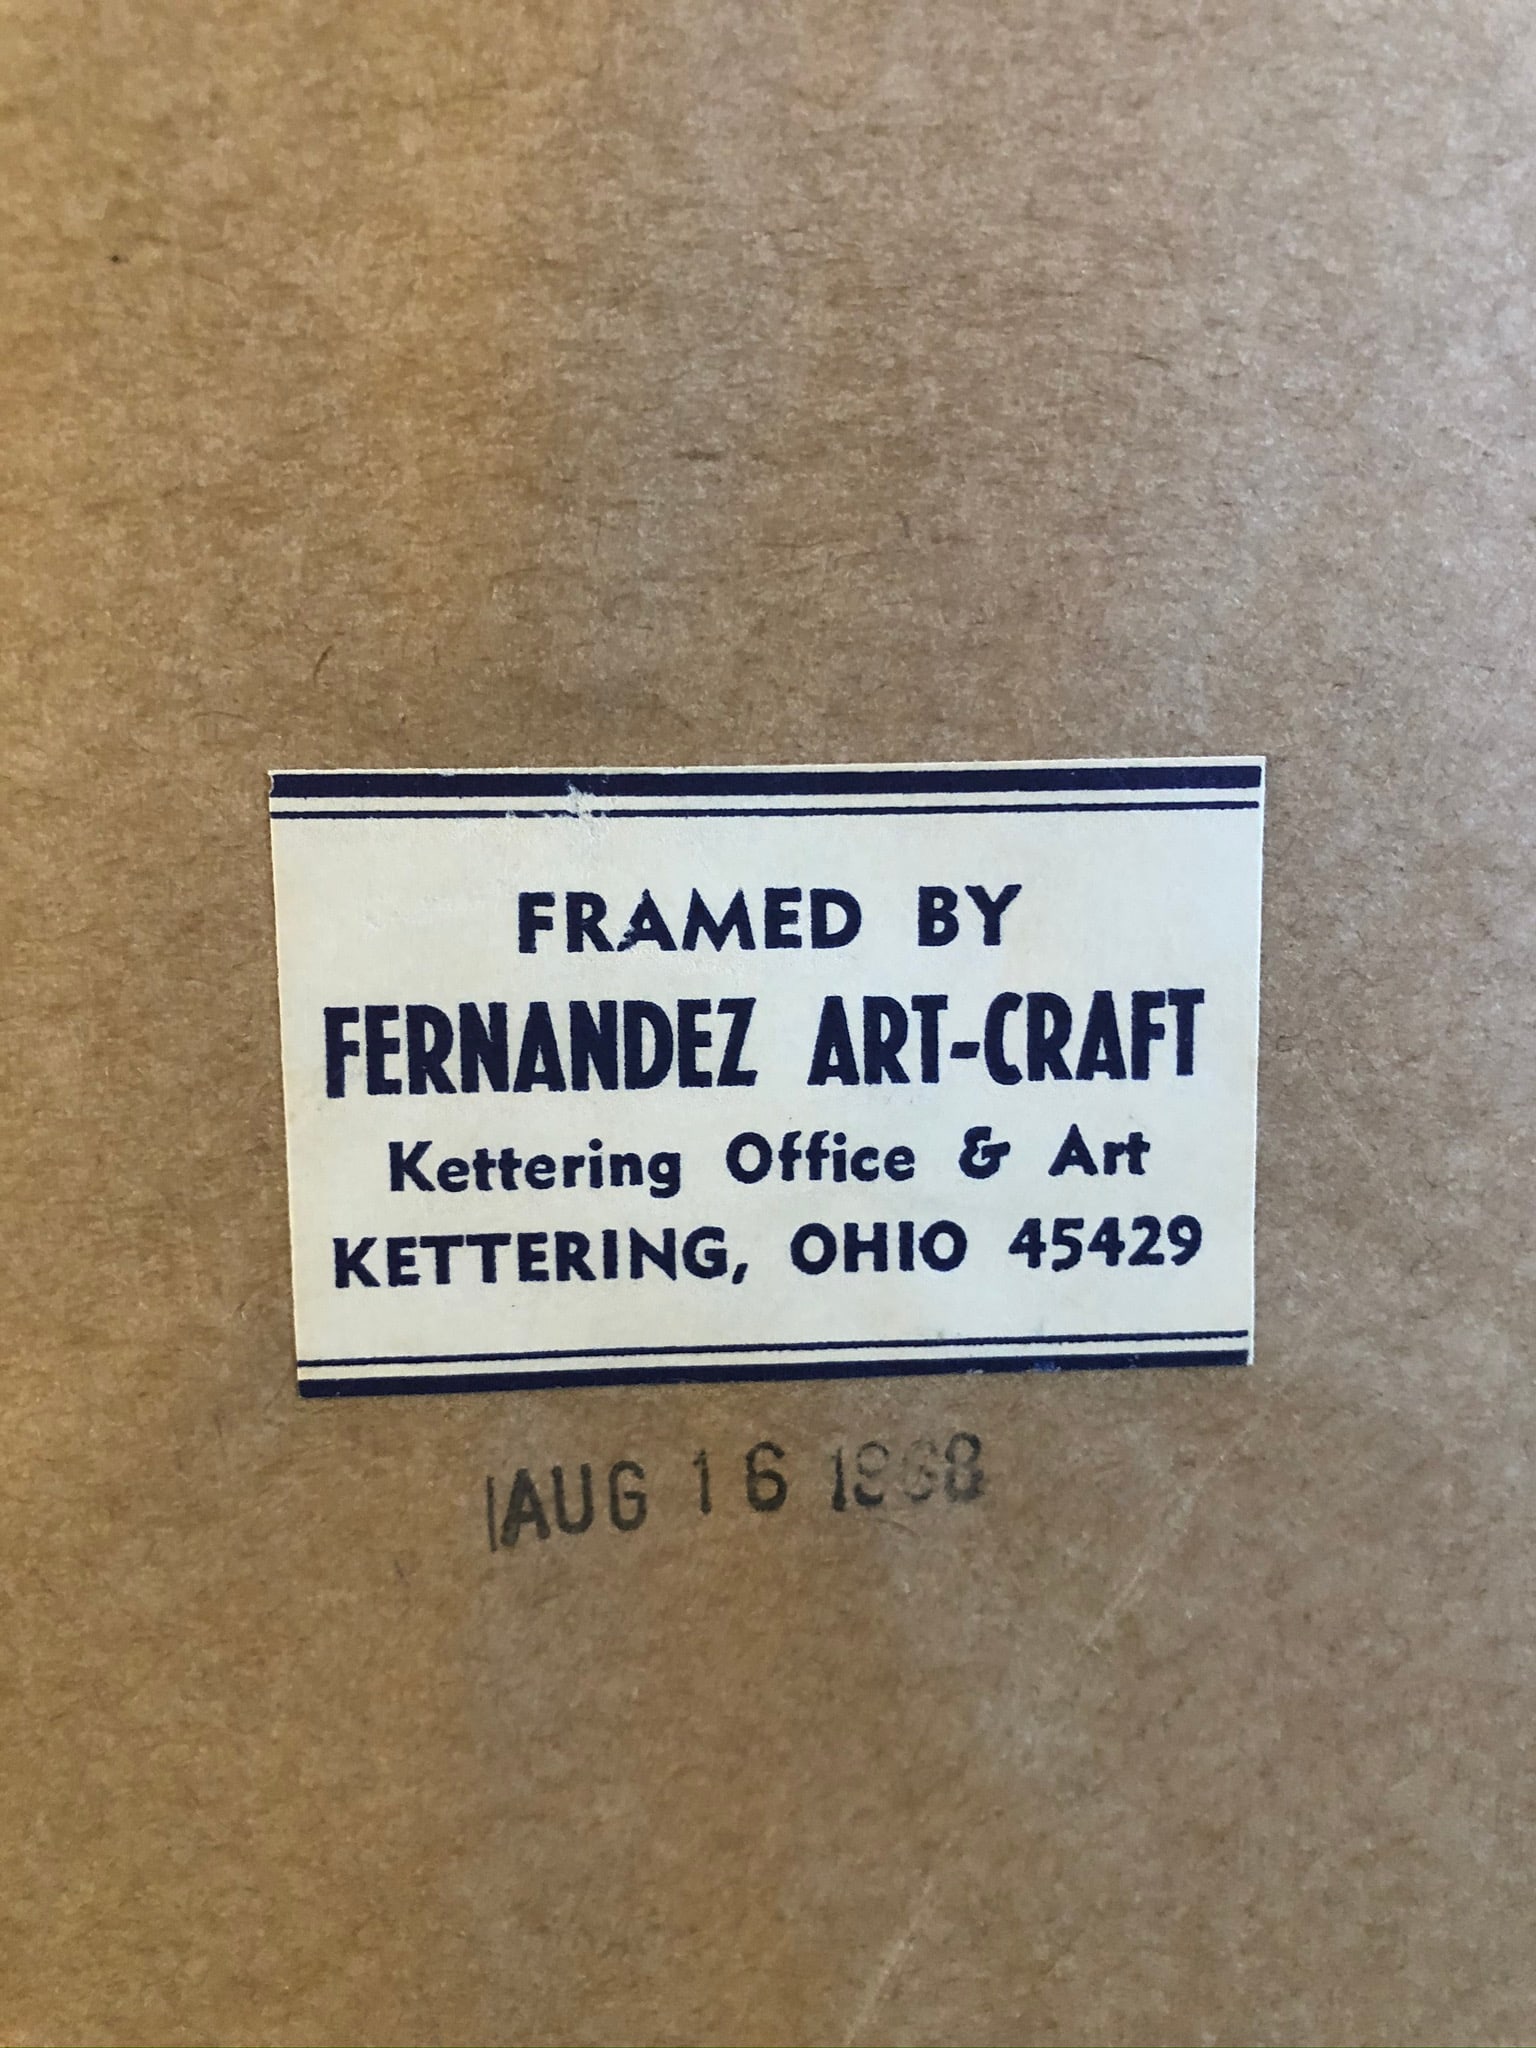 FRAMED BY
FERNANDEZ ART-CRAFT
Kettering Office & Art
KETTERING, OHIO 45429
AUG 16 1968